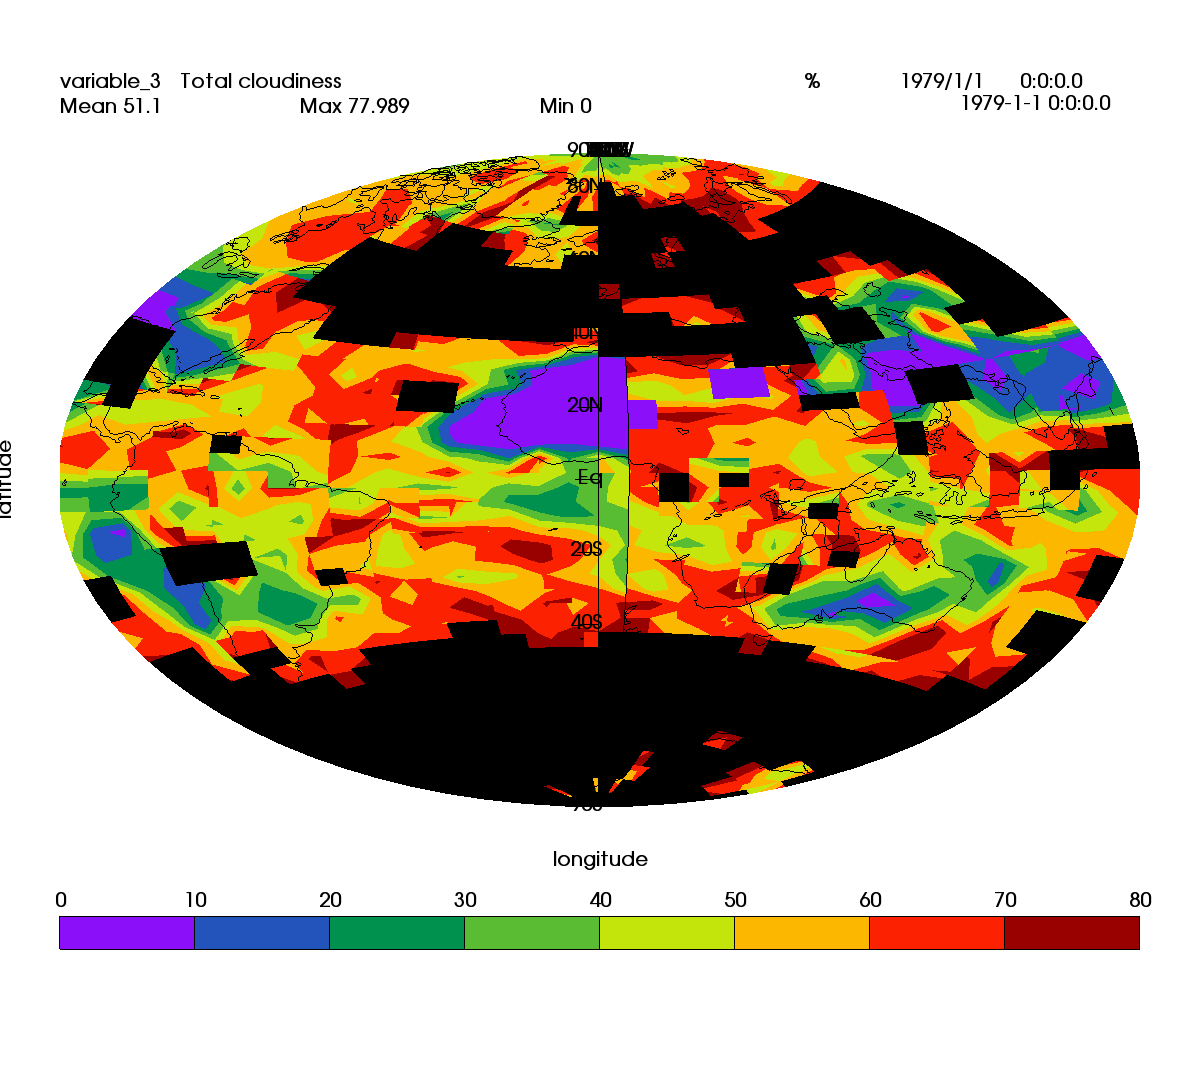 variable_3 Total cloudiness % 1979/1/1 0:0:0.0
Mean 51.1 Max 77.989 Min 0 1979-1-1 0:0:0.0
80N
20N
Eq
20S
40S
latitude
longitude
0 10 20 30 40 50 60 70 80